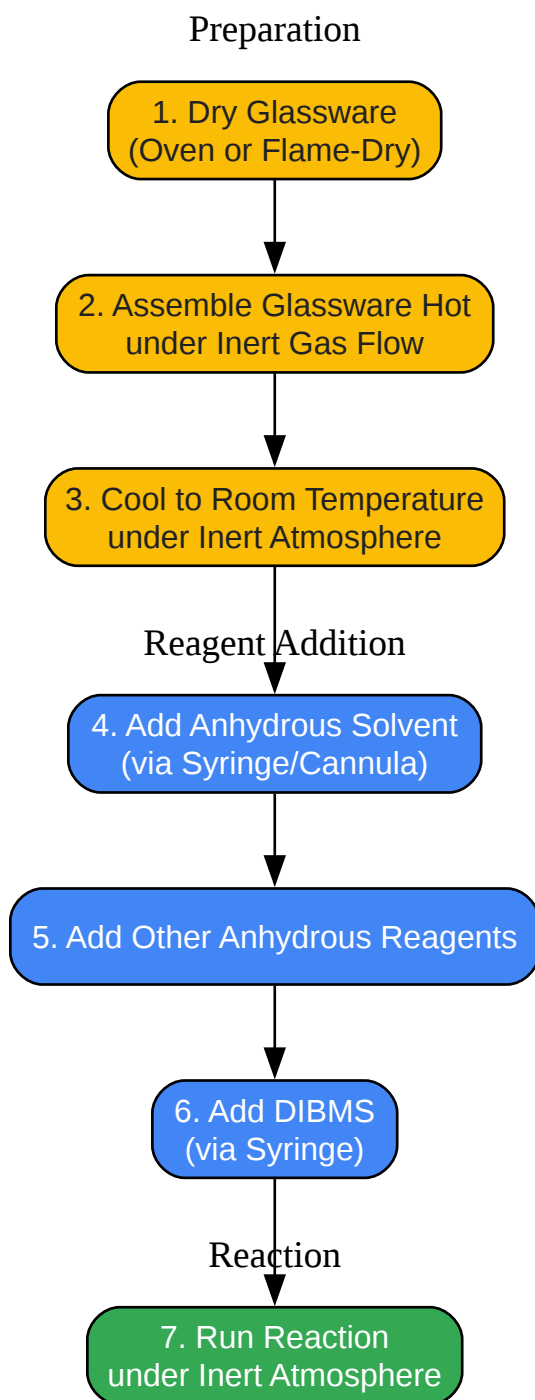 Preparation
1. Dry Glassware
(Oven or Flame-Dry)
2. Assemble Glassware Hot
under Inert Gas Flow
3. Cool to Room Temperature
under Inert Atmosphere
Reagent Addition
4. Add Anhydrous Solvent
(via Syringe/Cannula)
5. Add Other Anhydrous Reagents
6. Add DIBMS
(via Syringe)
Reaction
7. Run Reaction
under Inert Atmosphere